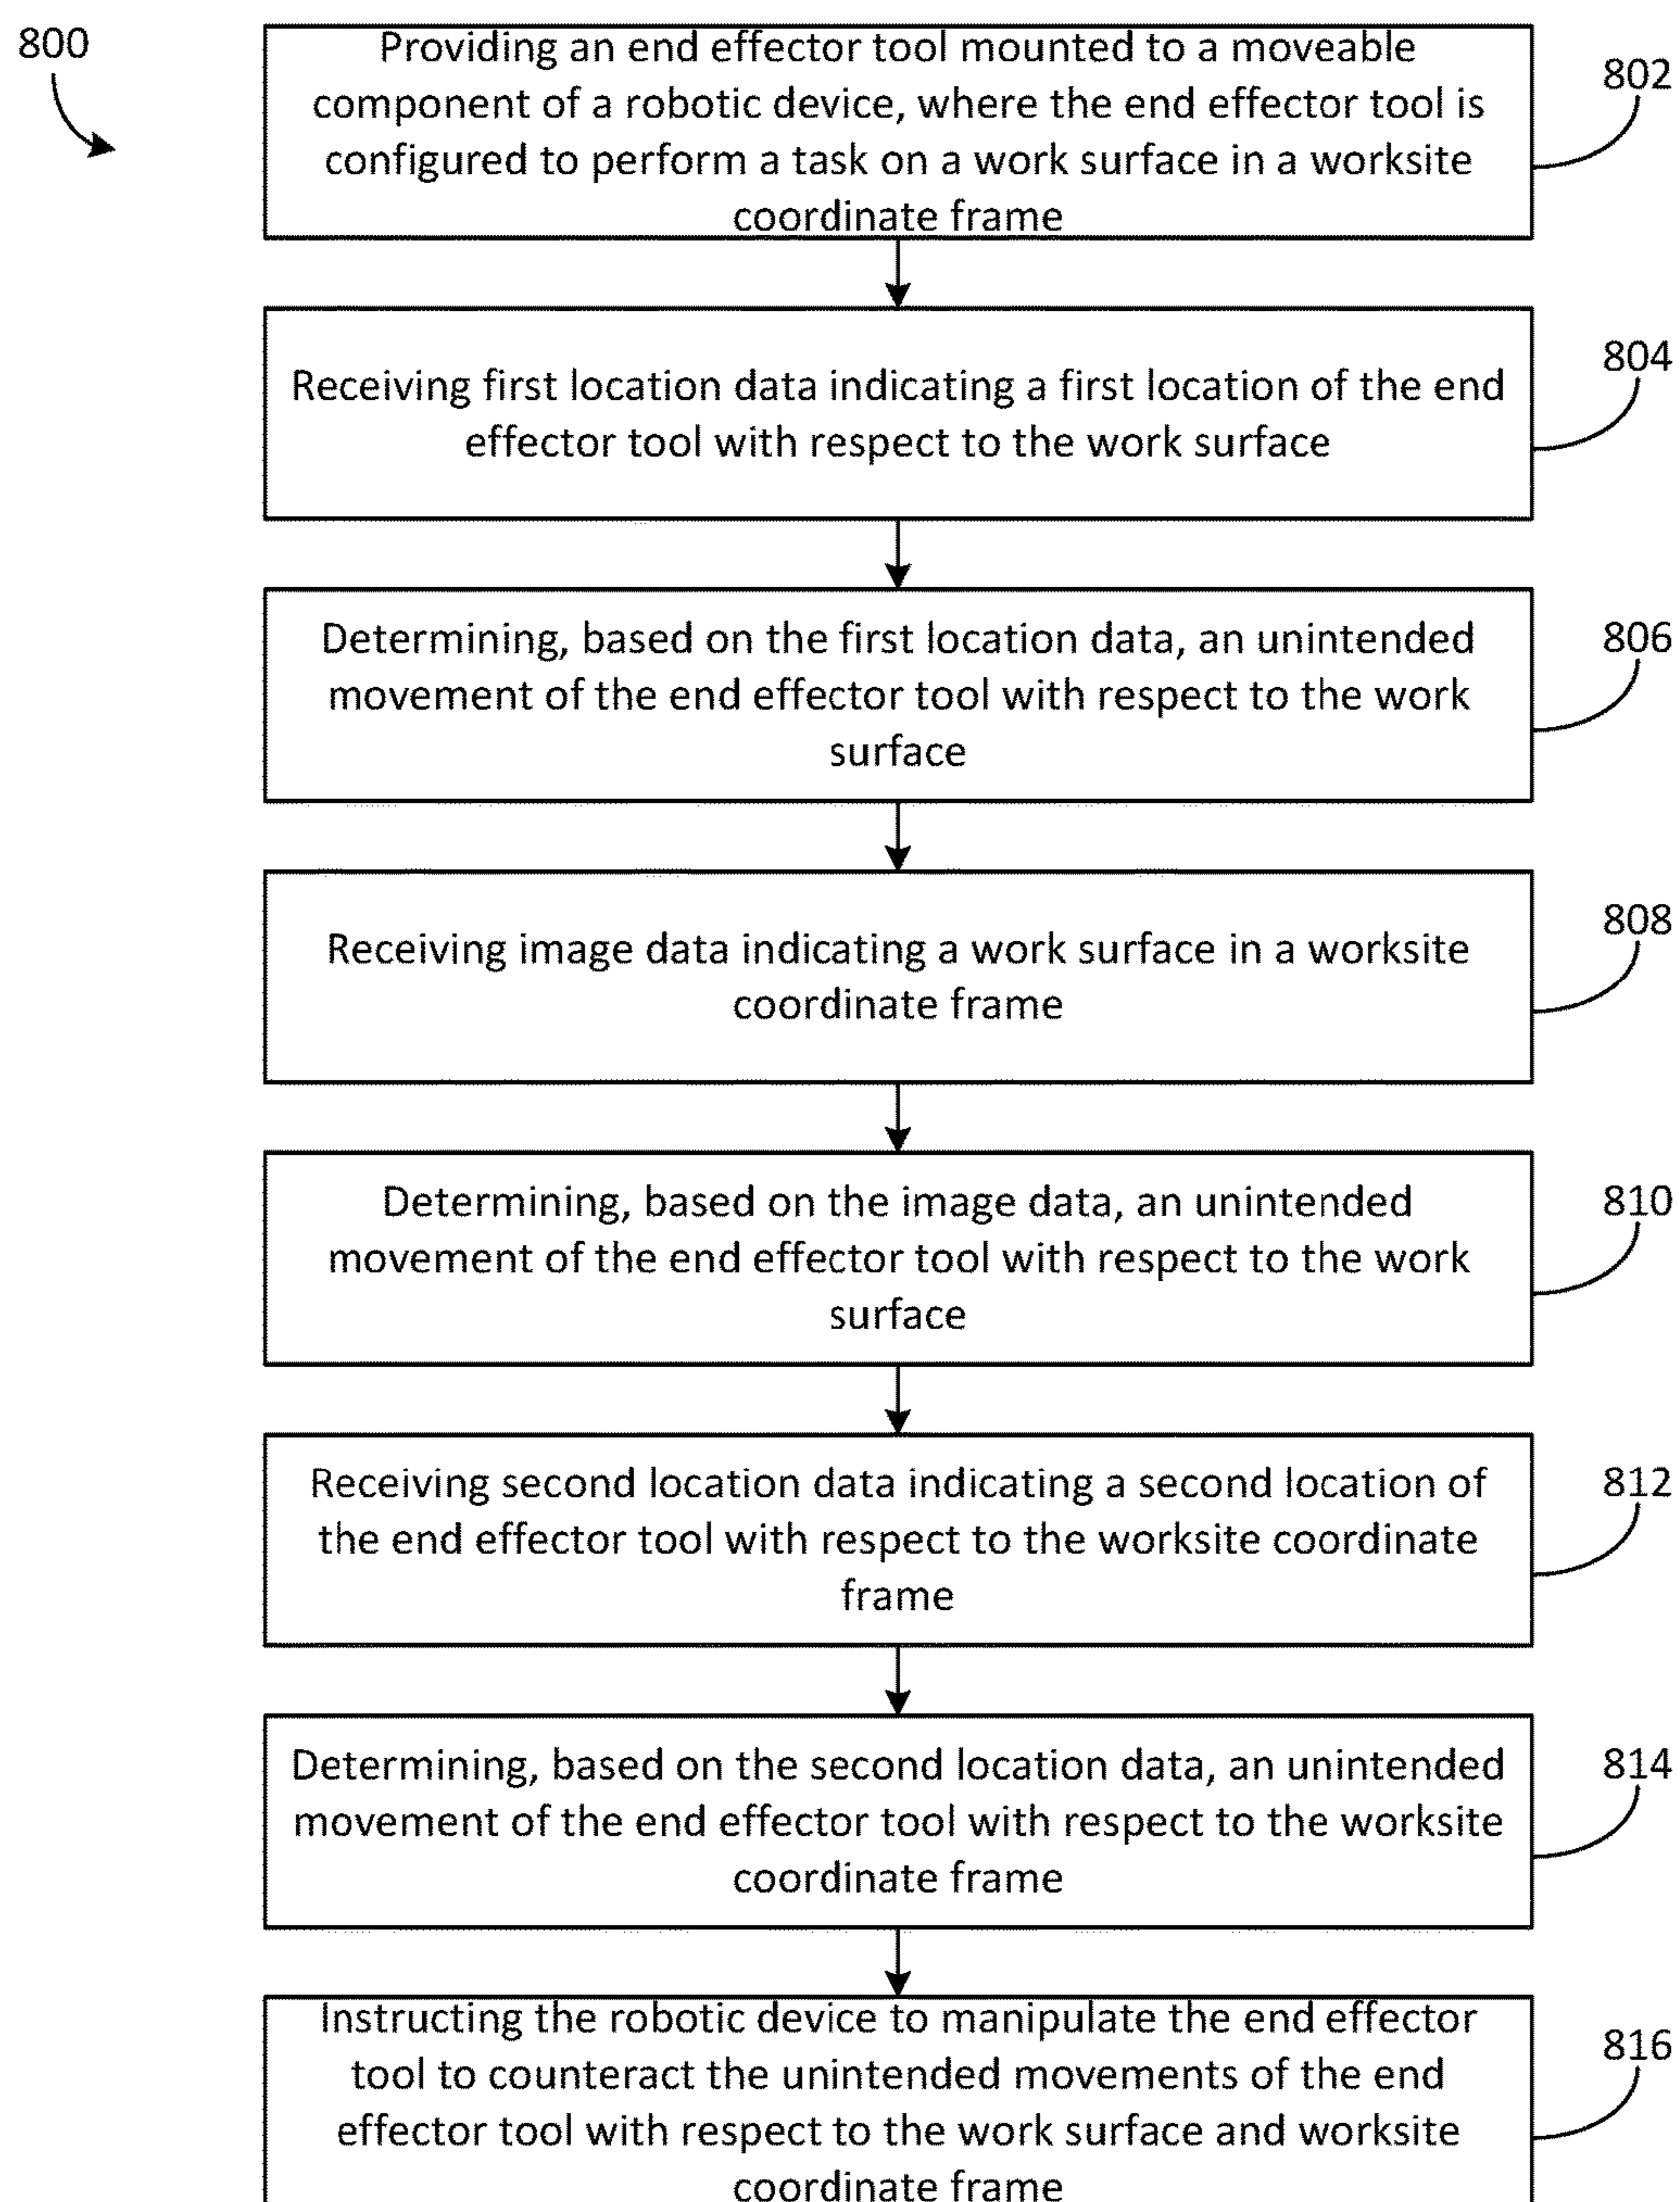 800
Providing an end effector tool mounted to a moveable
component of a robotic device, where the end effector tool is
configured to perform a task on a work surface in a worksite
coordinate frame
802
Receiving first location data indicating a first location of the end
effector tool with respect to the work surface
804
Determining, based on the first location data, an unintended
movement of the end effector tool with respect to the work
surface
806
Receiving image data indicating a work surface in a worksite
coordinate frame
808
Determining, based on the image data, an unintended
movement of the end effector tool with respect to the work
surface
810
Receiving second location data indicating a second location of
the end effector tool with respect to the worksite coordinate
frame
812
Determining, based on the second location data, an unintended
movement of the end effector tool with respect to the worksite
coordinate frame
814
Instructing the robotic device to manipulate the end effector
tool to counteract the unintended movements of the end
effector tool with respect to the work surface and worksite
coordinate frame
816